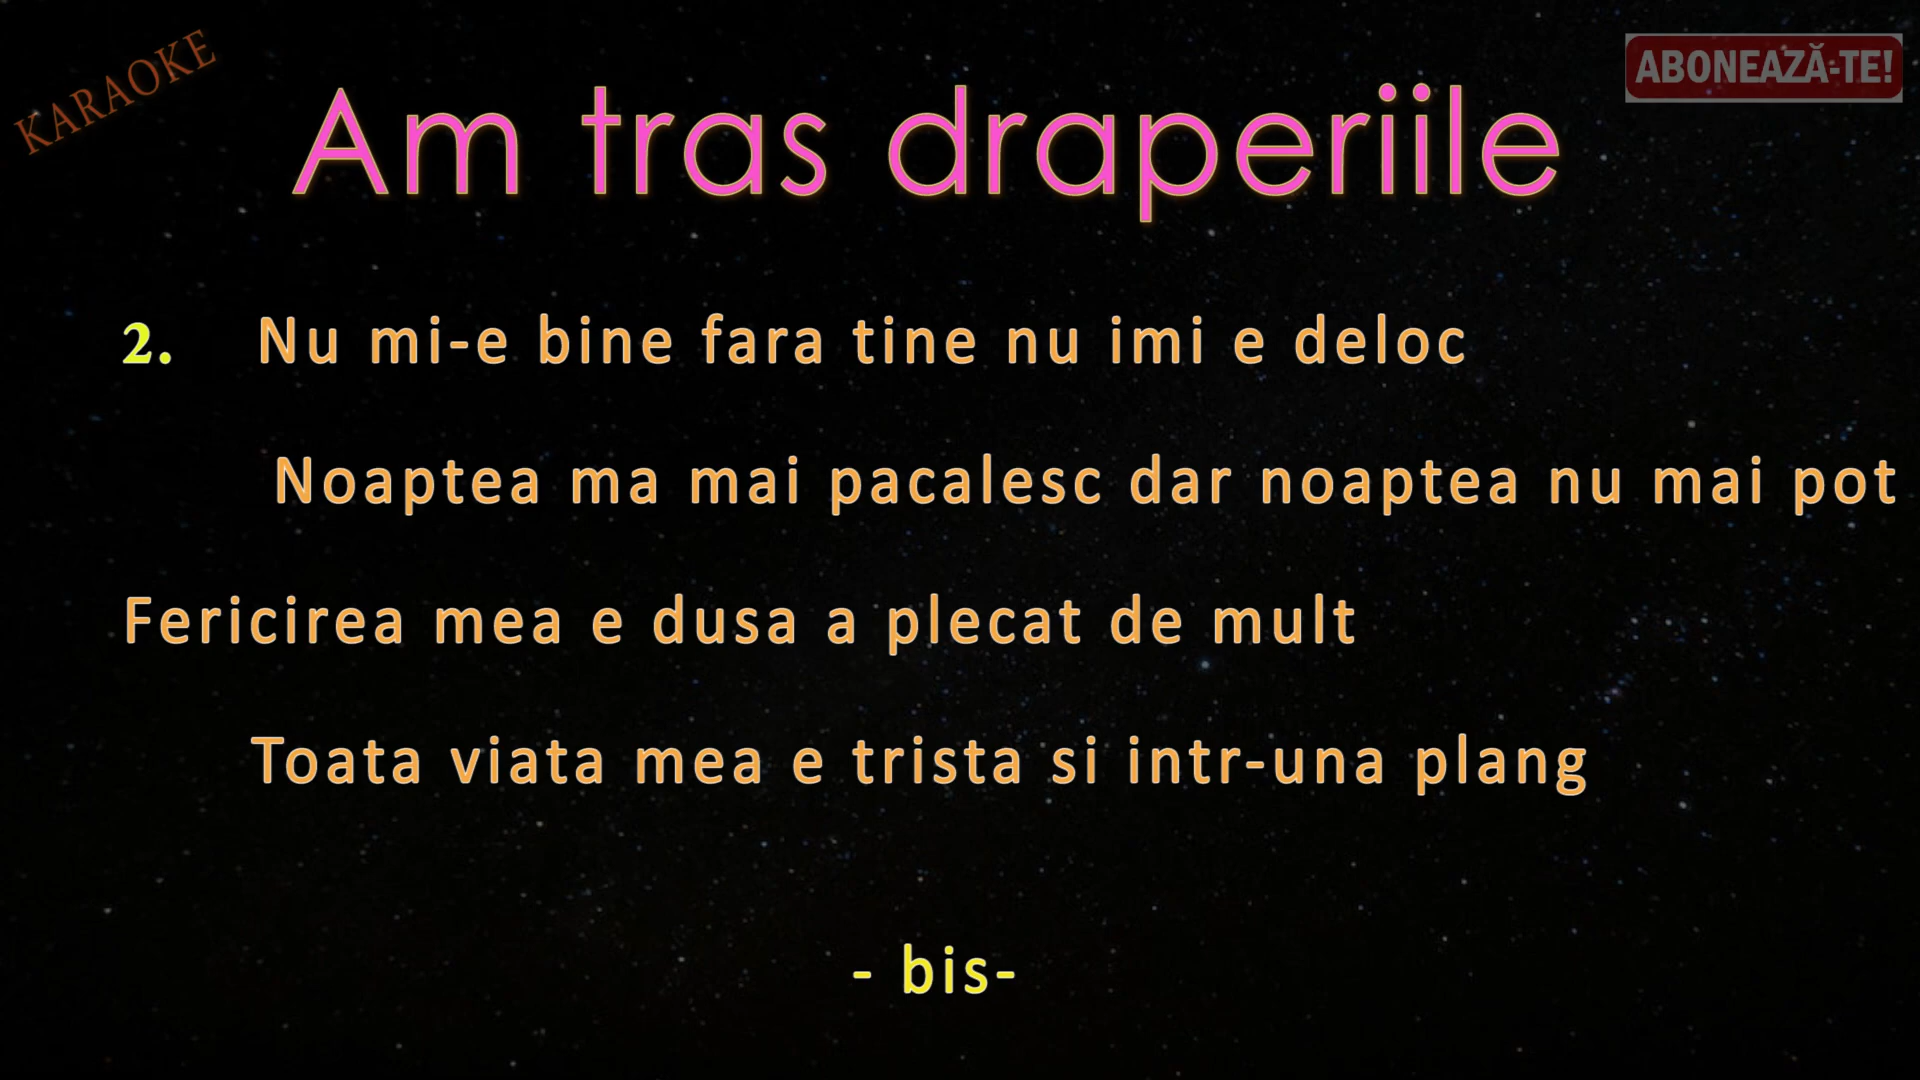 KARAOKE
ABONEAZĂ-TE!
Am tras draperiile
2. Nu mi-e bine fara tine nu imi e deloc
Noaptea ma mai pacalesc dar noaptea nu mai pot
Fericirea mea e dusa a plecat de mult
Toata viata mea e trista si intr-una plang
- bis-